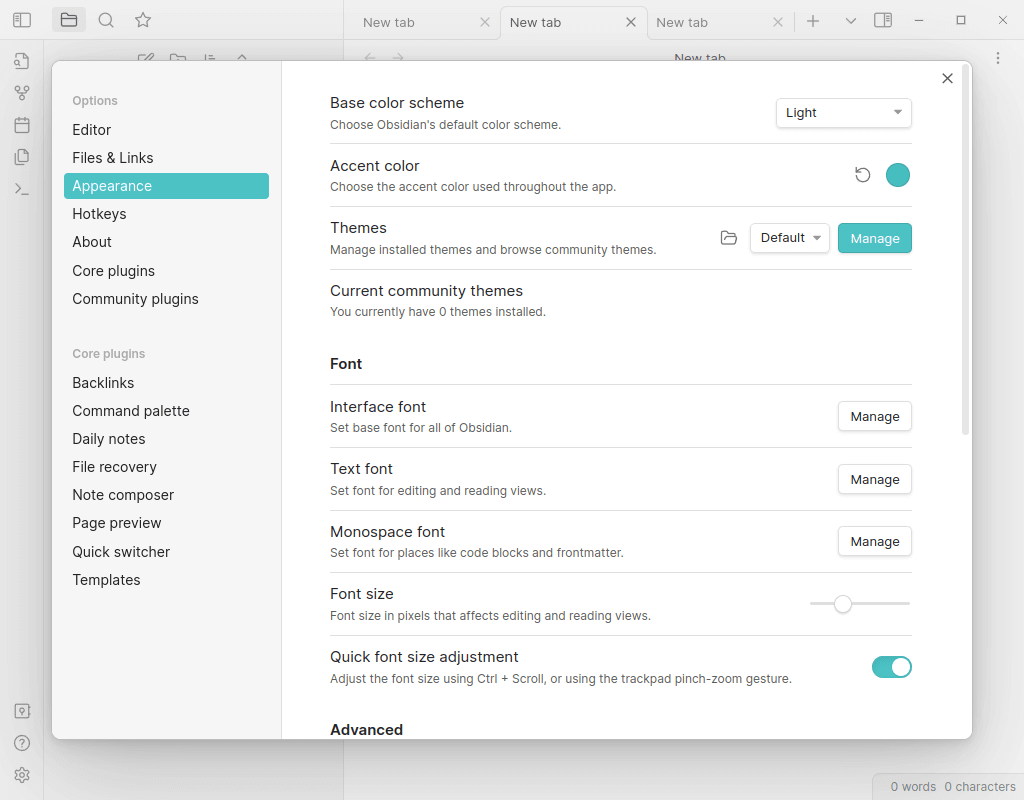 New tab
New tab
New tab
New tab
Options
Editor
Files & Links
Appearance
Hotkeys
About
Core plugins
Community plugins
Core plugins
Backlinks
Command palette
Daily notes
File recovery
Note composer
Page preview
Quick switcher
Templates
Base color scheme
Choose Obsidian's default color scheme.
Light
Accent color
Choose the accent color used throughout the app.
Themes
Manage installed themes and browse community themes.
Default
Manage
Current community themes
You currently have 0 themes installed.
Font
Interface font
Set base font for all of Obsidian.
Manage
Text font
Set font for editing and reading views.
Manage
Monospace font
Set font for places like code blocks and frontmatter.
Manage
Font size
Font size in pixels that affects editing and reading views.
Quick font size adjustment
Adjust the font size using Ctrl + Scroll, or using the trackpad pinch-zoom gesture.
Advanced
0 words 0 characters